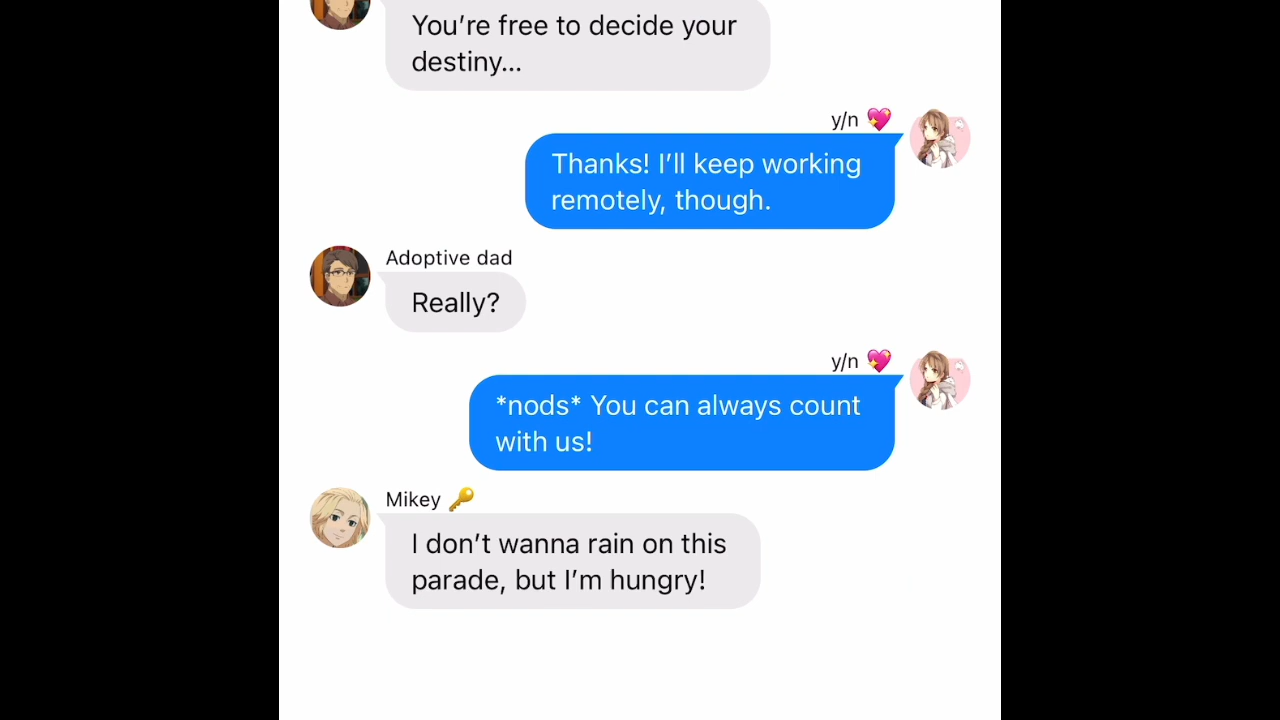 You’re free to decide your
destiny...
y/n 💖
Thanks! I’ll keep working
remotely, though.
Adoptive dad
Really?
y/n 💖
*nods* You can always count
with us!
Mikey 🔑
I don’t wanna rain on this
parade, but I’m hungry!